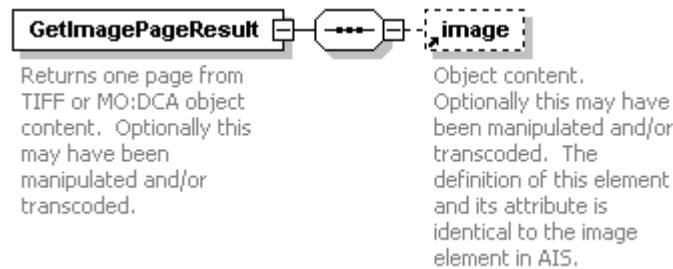 GetImagePageResult
image
Returns one page from
TIFF or MO:DCA object
content.  Optionally this
may have been
manipulated and/or
transcoded.
Object content.
Optionally this may have
been manipulated and/or
transcoded.  The
definition of this element
and its attribute is
identical to the image
element in AIS.